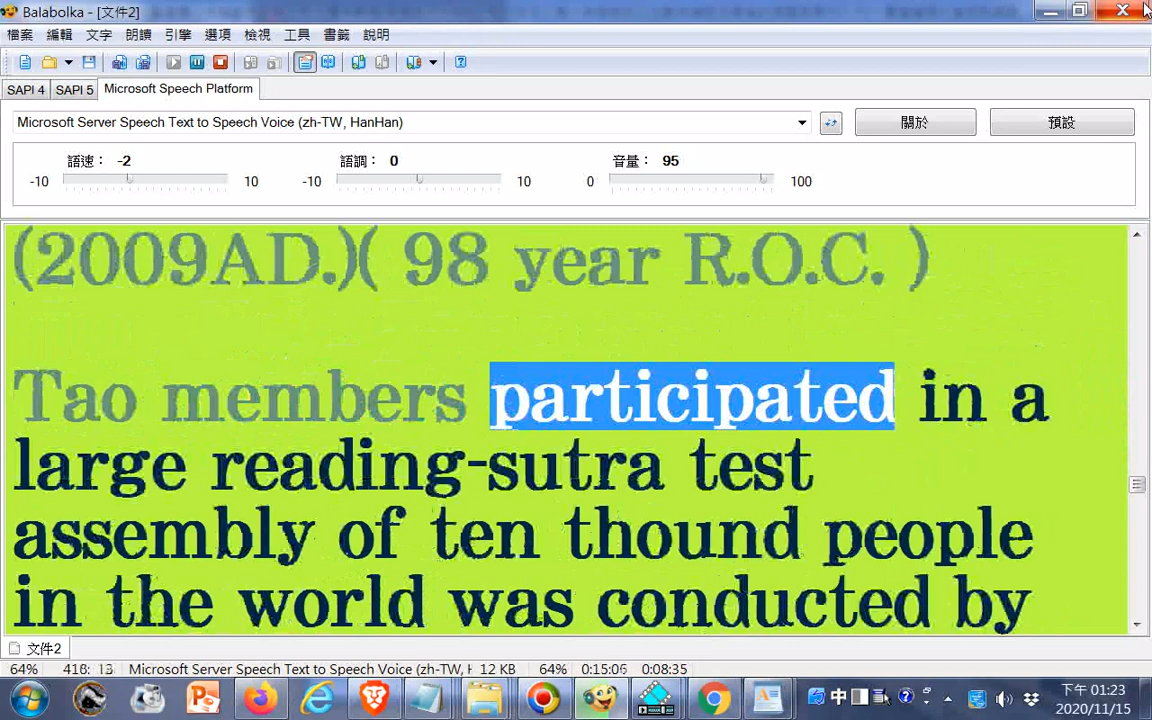 Balabolka - [文件2]
檔案 編輯 文字 朗讀 引擎 選項 檢視 工具 書籤 說明
SAPI 4 SAPI 5 Microsoft Speech Platform
Microsoft Server Speech Text to Speech Voice (zh-TW, HanHan) 關於 預設
語速： -2 語調： 0 音量： 95
-10 10 -10 10 0 100
(2009AD.)( 98 year R.O.C. )
Tao members participated in a
large reading-sutra test
assembly of ten thound people
in the world was conducted by
文件2
64% 418: 13 Microsoft Server Speech Text to Speech Voice (zh-TW, H 12 KB 64% 0:15:06 0:08:35
中 下午 01:23
2020/11/15